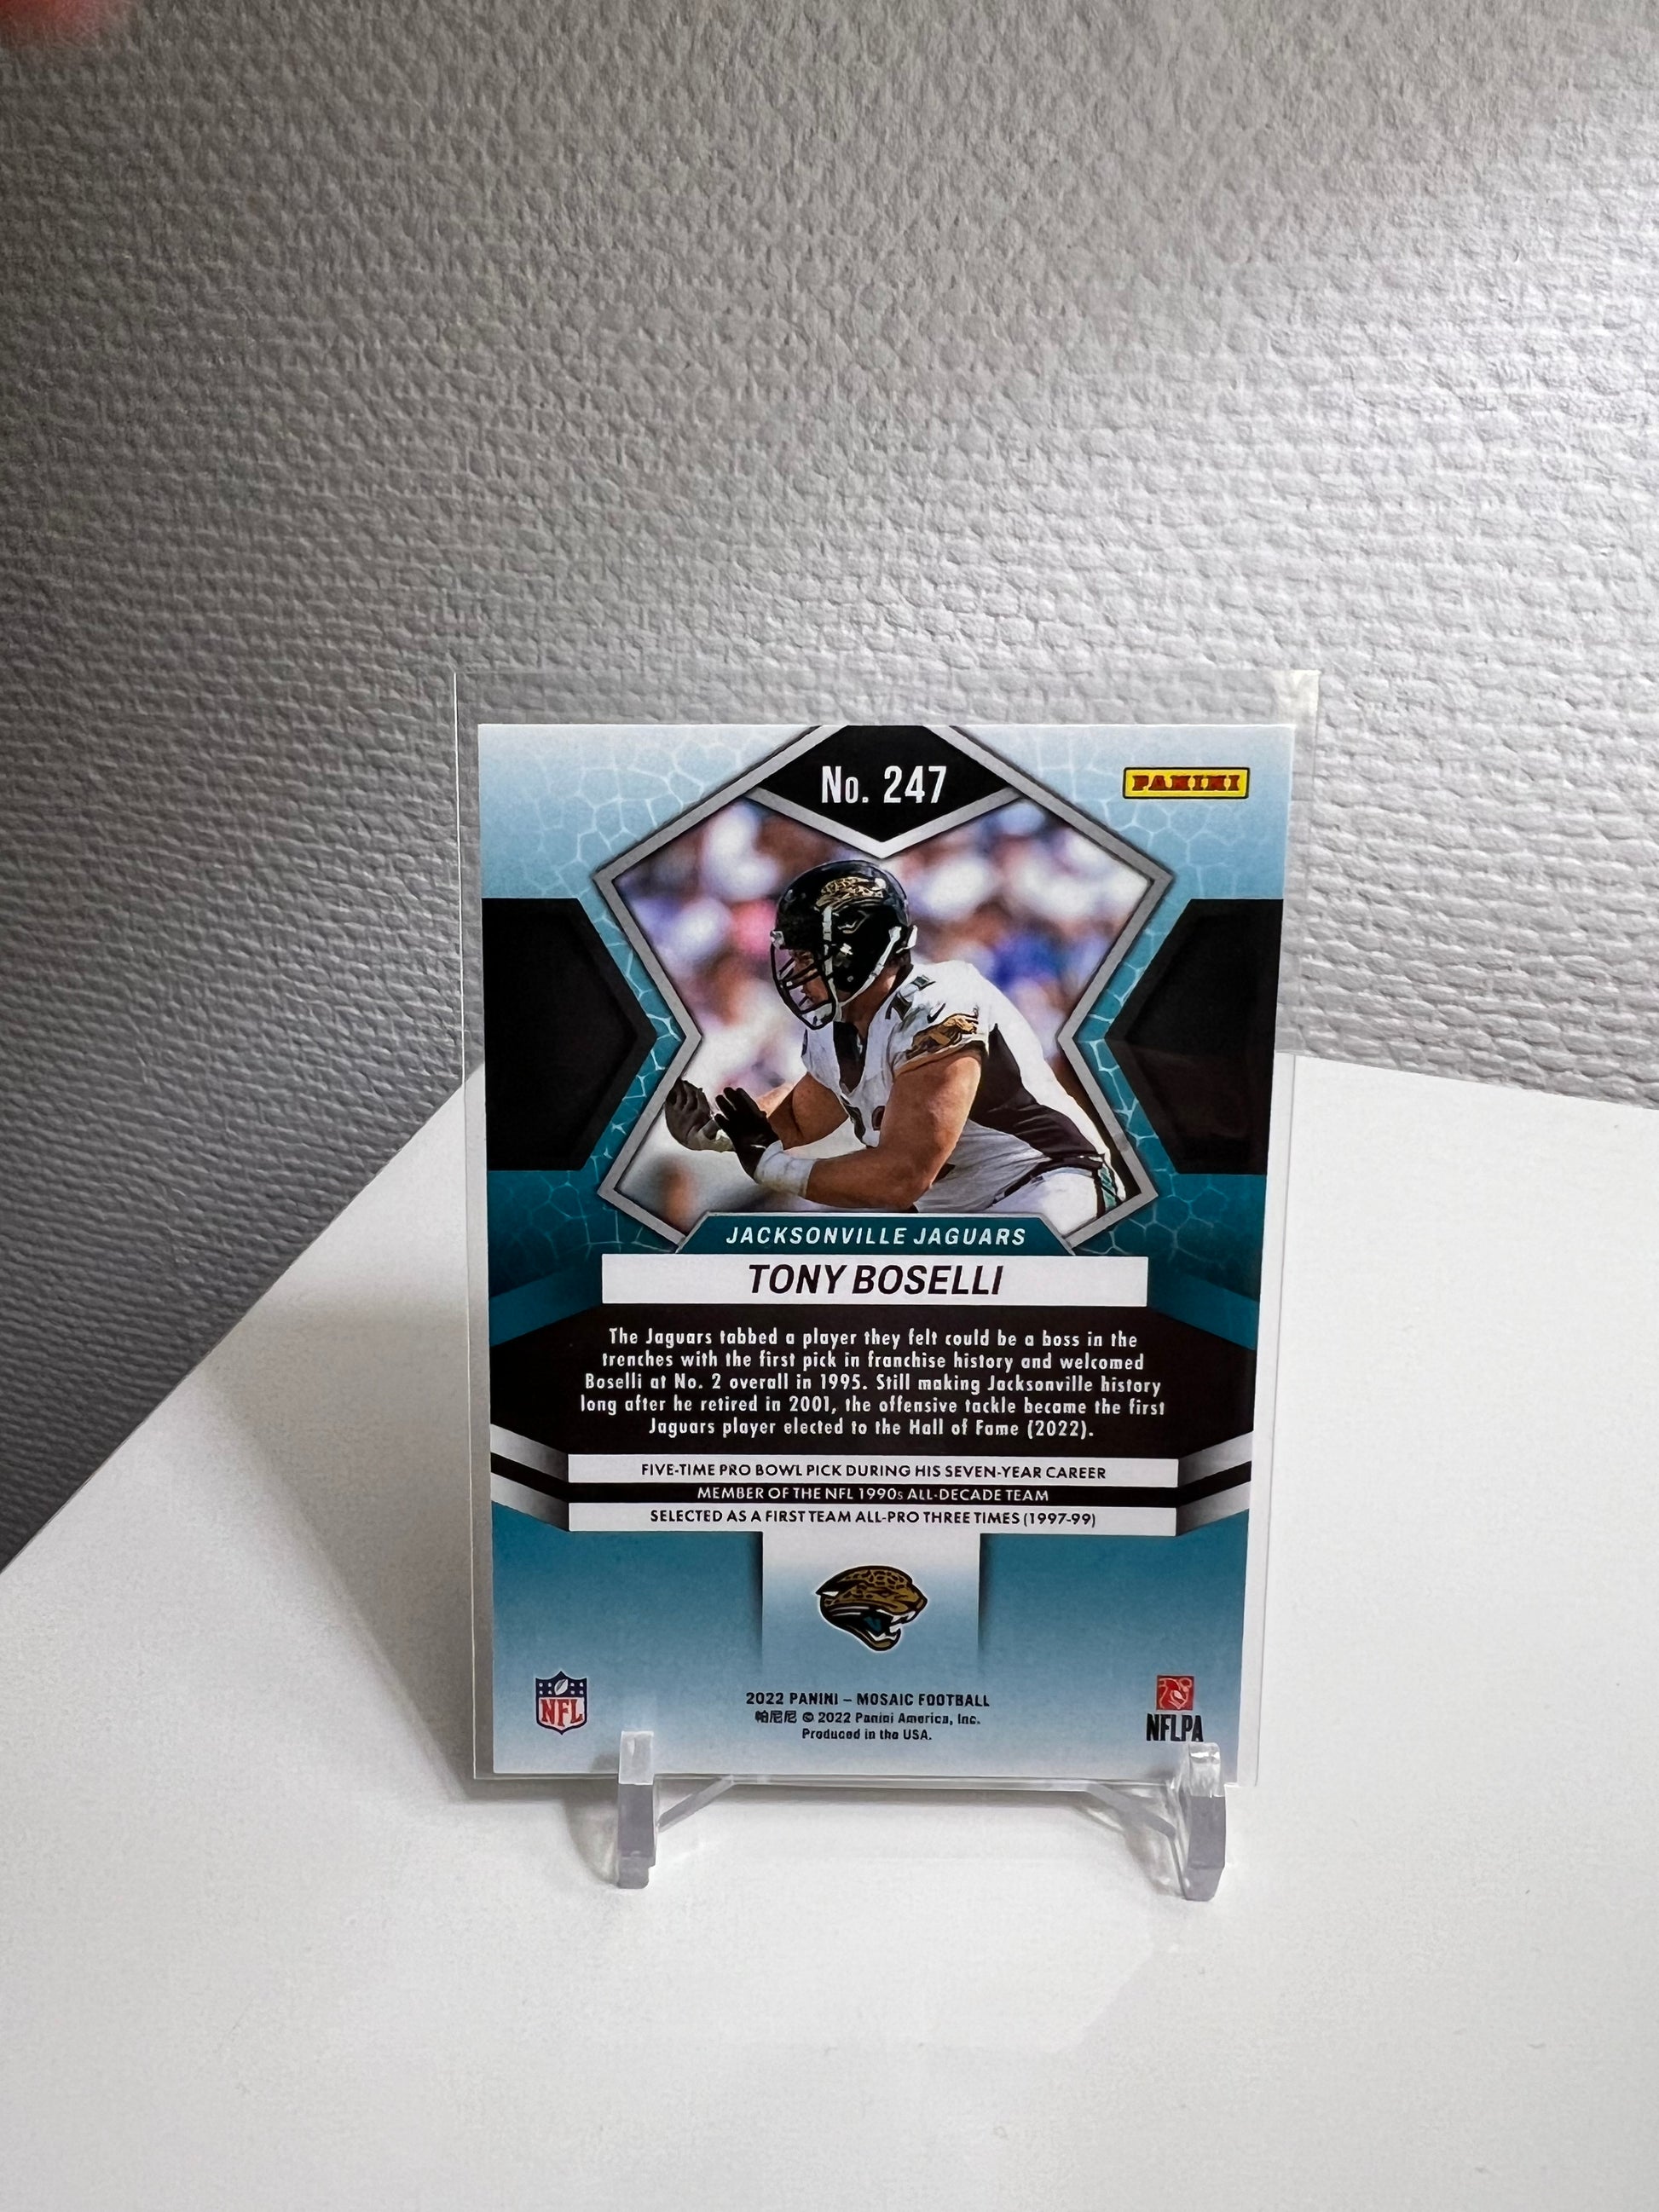 No. 247
PANINI
JACKSONVILLE JAGUARS
TONY BOSELLI
The Jaguars tabbed a player they felt could be a boss in the
trenches with the first pick in franchise history and welcomed
Boselli at No. 2 overall in 1995. Still making Jacksonville history
long after he retired in 2001, the offensive tackle became the first
Jaguars player elected to the Hall of Fame (2022).
FIVE-TIME PRO BOWL PICK DURING HIS SEVEN-YEAR CAREER
MEMBER OF THE NFL 1990s ALL-DECADE TEAM
SELECTED AS A FIRST TEAM ALL-PRO THREE TIMES (1997-99)
NFL
2022 PANINI – MOSAIC FOOTBALL
帕尼尼 © 2022 Panini America, Inc.
Produced in the USA.
NFLPA